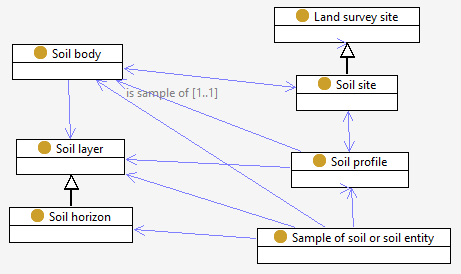 Land survey site
Soil body
Soil site
is sample of [1..1]
Soil layer
Soil profile
Soil horizon
Sample of soil or soil entity